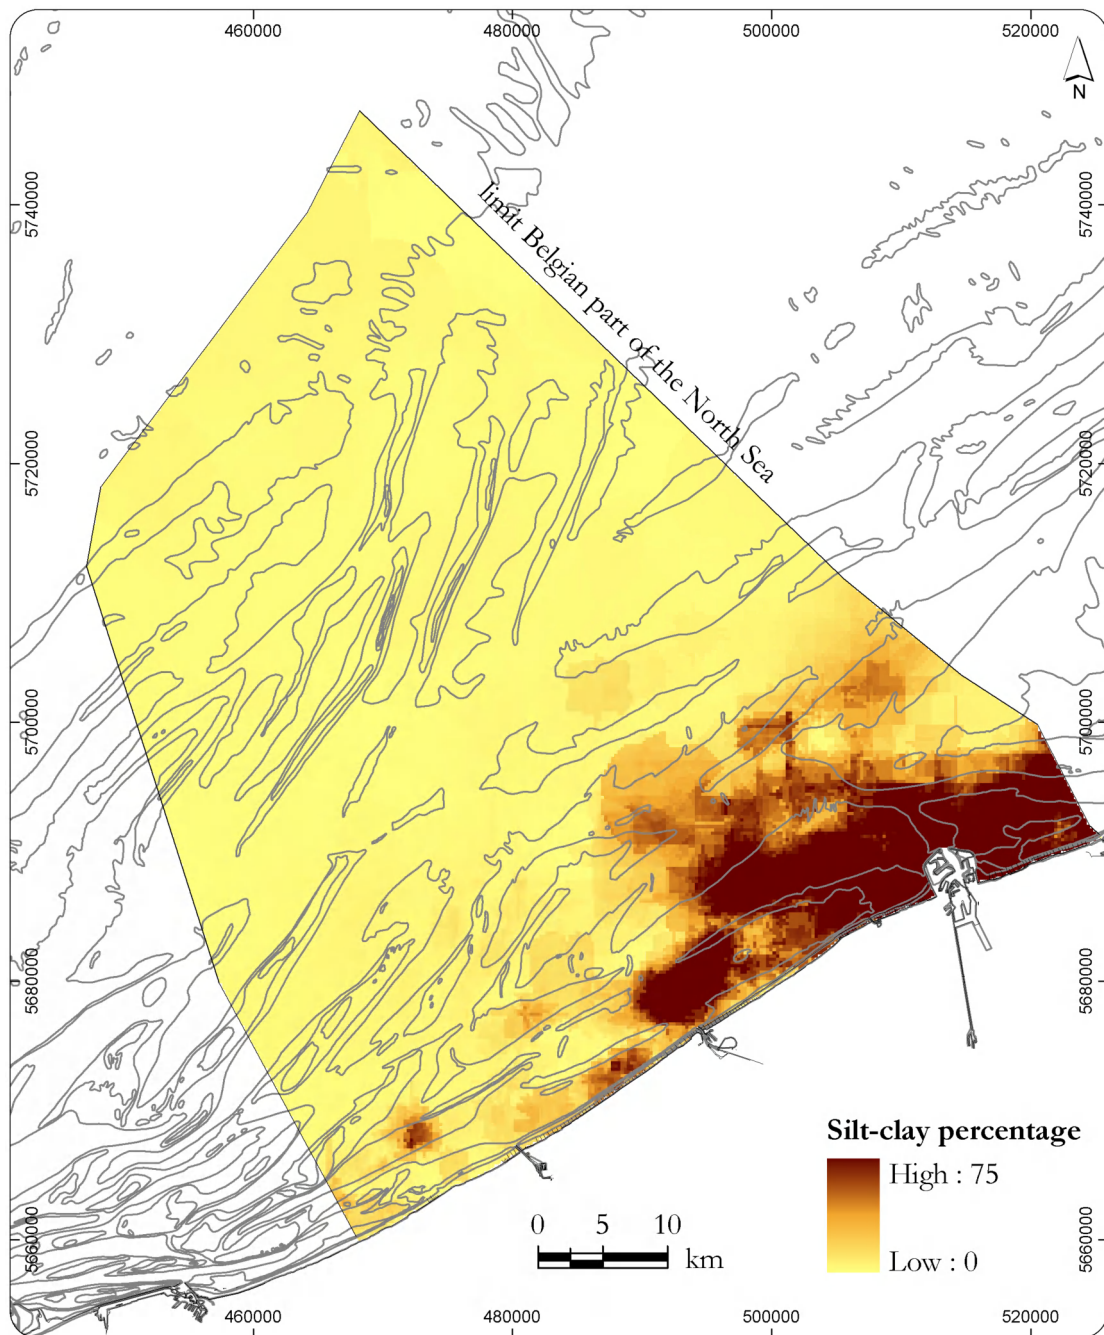 460000 480000 500000 520000
N
5740000 5740000
limit Belgian part of the North Sea
5720000 5720000
5700000 5700000
5680000 5680000
Silt-clay percentage
High : 75
Low : 0
0 5 10
km
5660000 5660000
460000 480000 500000 520000